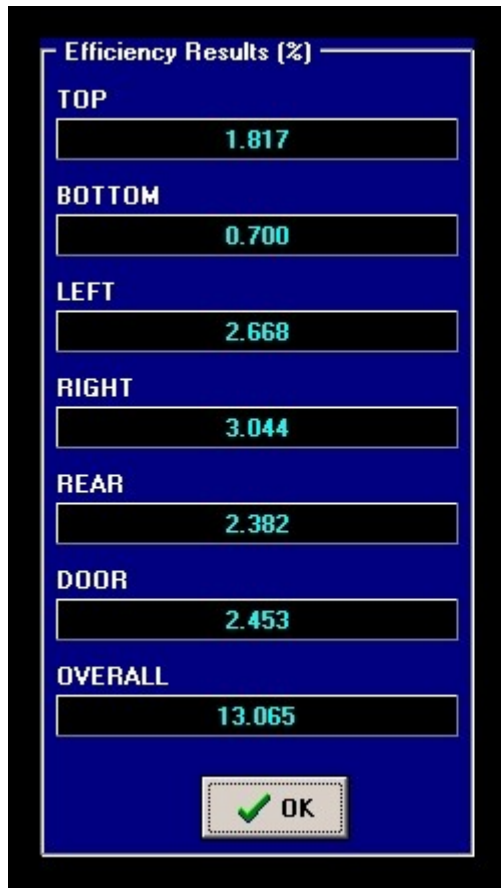 Efficiency Results (%)
TOP
1.817
BOTTOM
0.700
LEFT
2.668
RIGHT
3.044
REAR
2.382
DOOR
2.453
OVERALL
13.065
OK